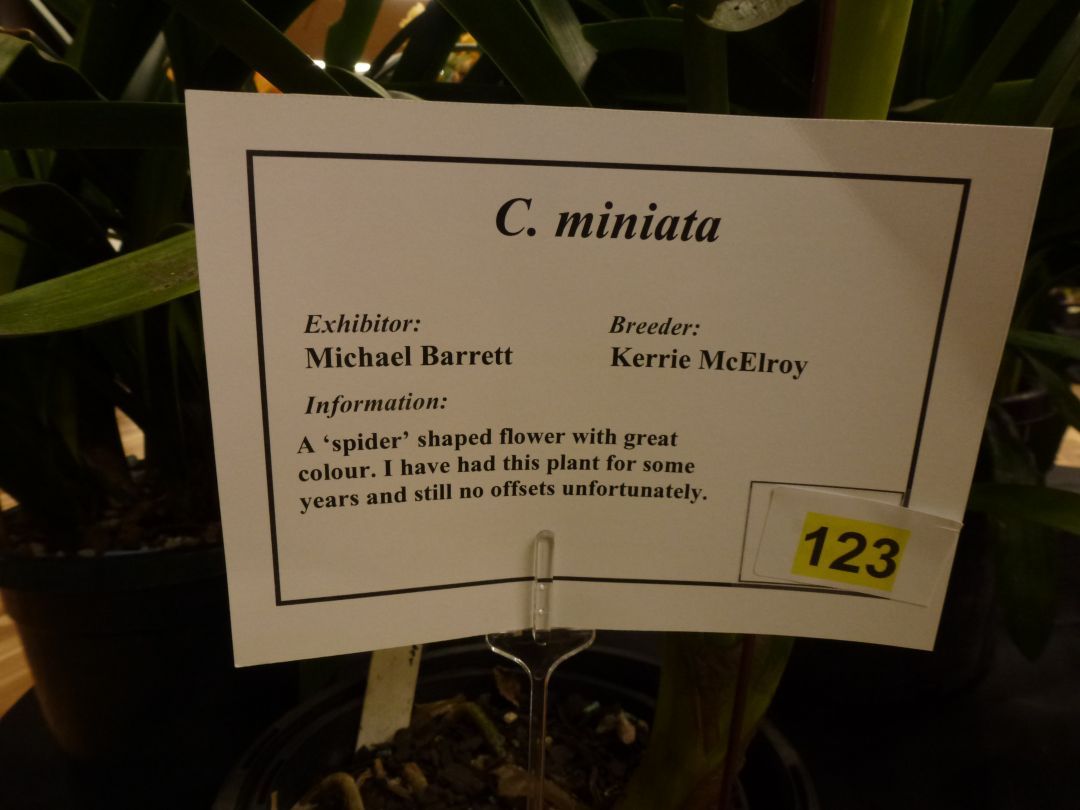 C. miniata
Exhibitor:
Michael Barrett
Breeder:
Kerrie McElroy
Information:
A ‘spider’ shaped flower with great
colour. I have had this plant for some
years and still no offsets unfortunately.
123